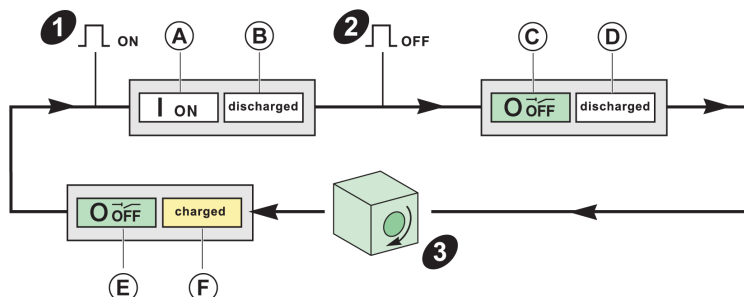 1 ON A B 2 OFF C D
I ON discharged O OFF discharged
O OFF charged 3
E F